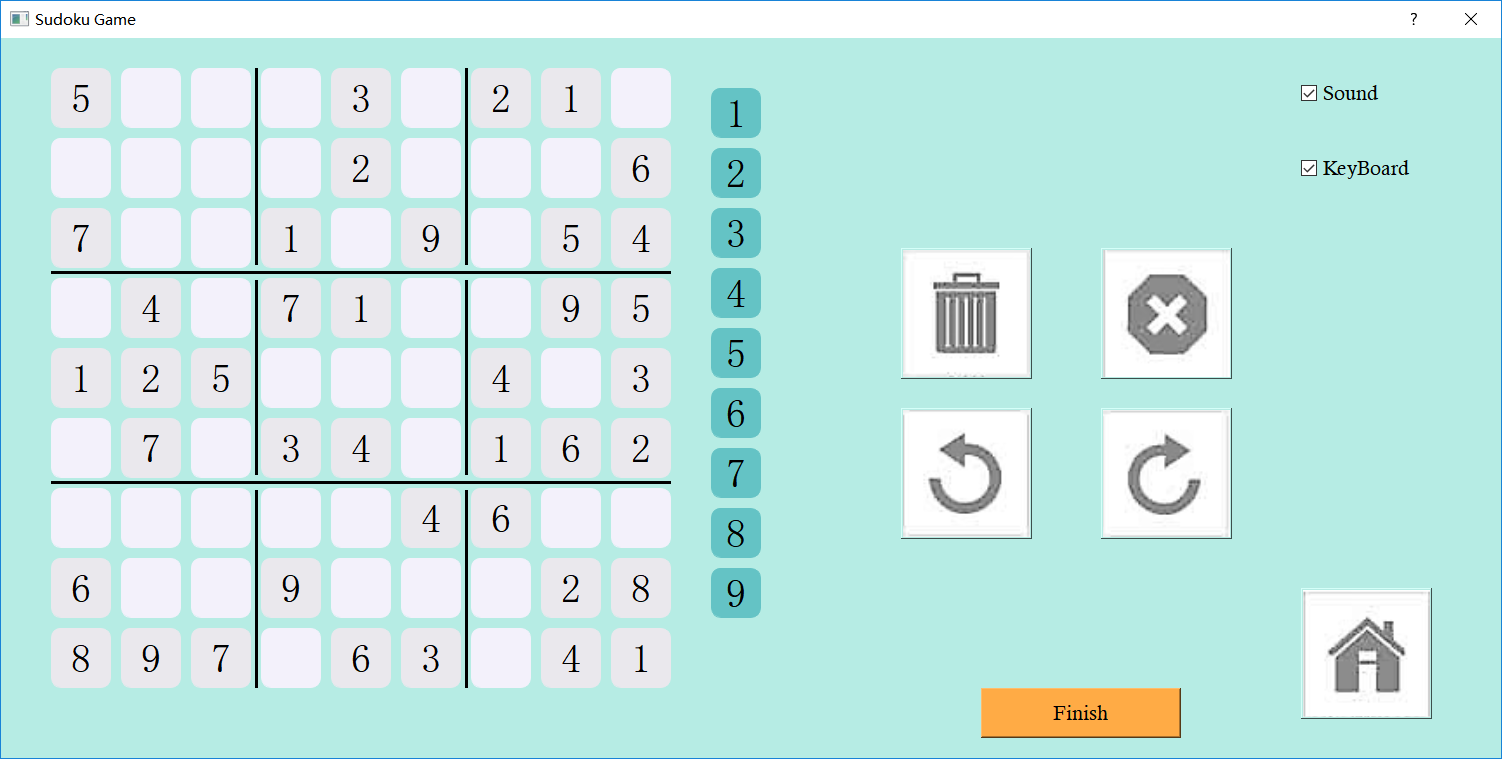 Sudoku Game ?
5 3 2 1
2 6
7 1 9 5 4
4 7 1 9 5
1 2 5 4 3
7 3 4 1 6 2
4 6
6 9 2 8
8 9 7 6 3 4 1
1
2
3
4
5
6
7
8
9
Sound
KeyBoard
Finish